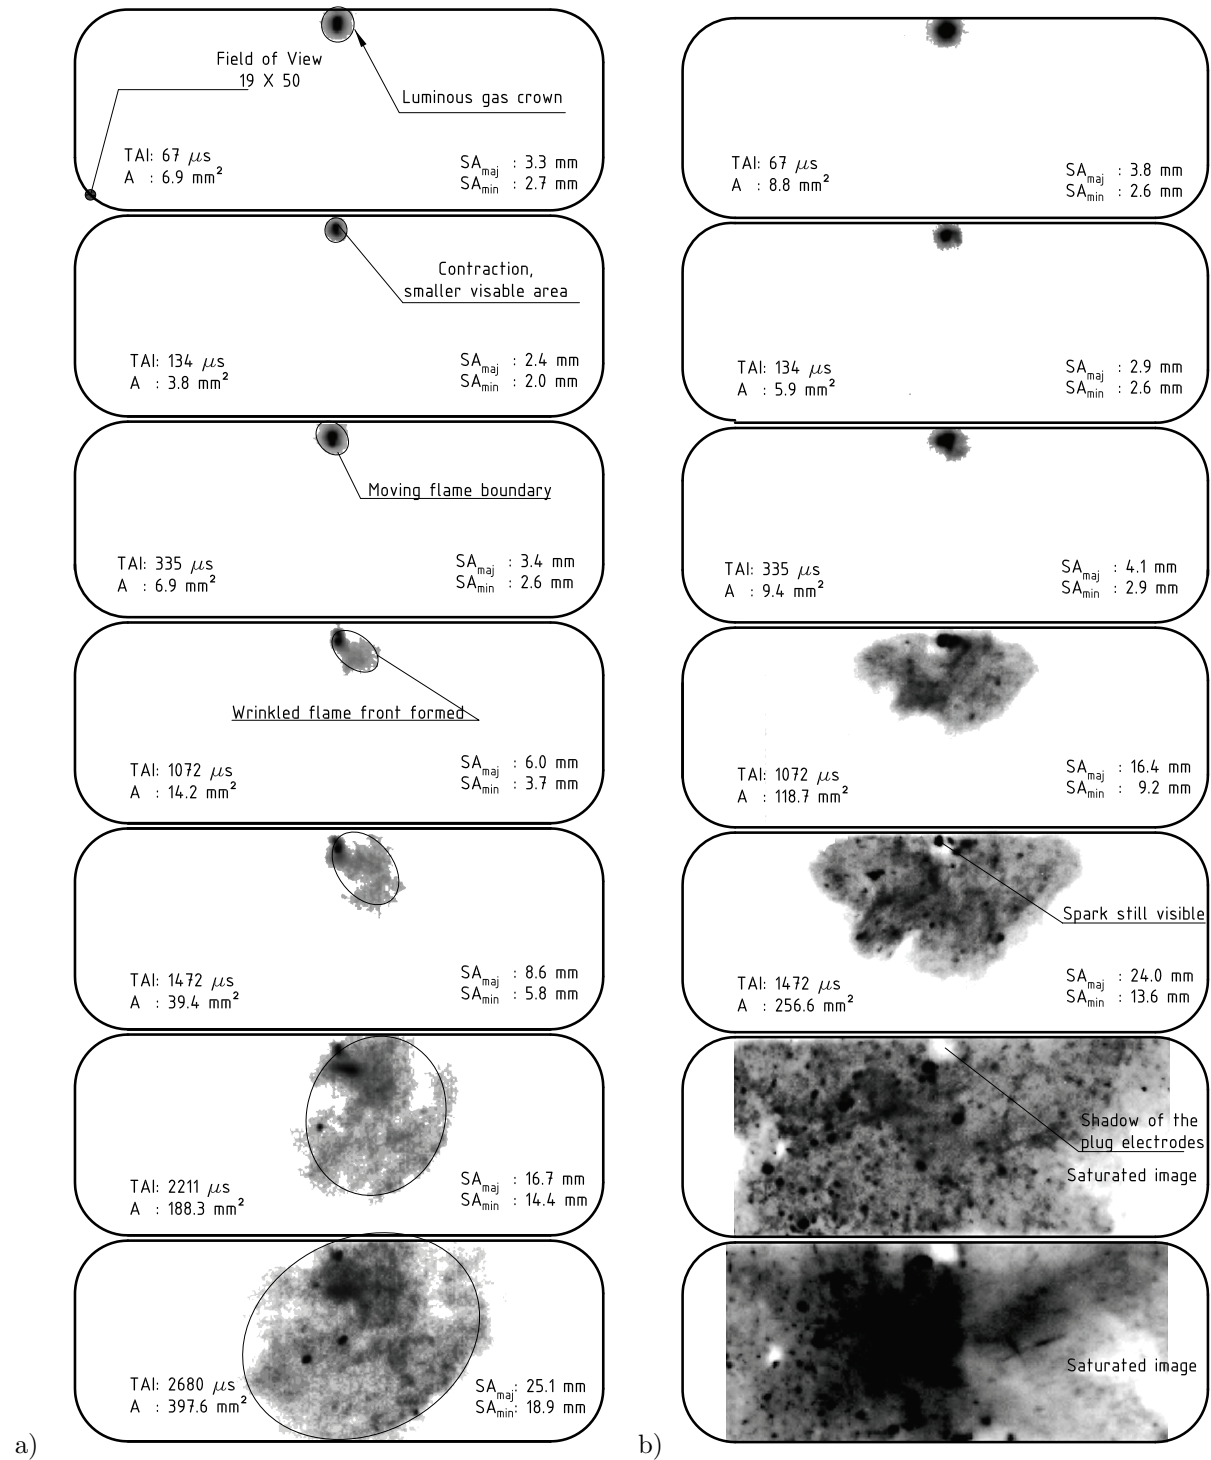 Field of View
19 X 50
Luminous gas crown
TAI: 67 μs
A : 6.9 mm²
SAmaj : 3.3 mm
SAmin : 2.7 mm
Contraction,
smaller visable area
TAI: 134 μs
A : 3.8 mm²
SAmaj : 2.4 mm
SAmin : 2.0 mm
Moving flame boundary
TAI: 335 μs
A : 6.9 mm²
SAmaj : 3.4 mm
SAmin : 2.6 mm
Wrinkled flame front formed
TAI: 1072 μs
A : 14.2 mm²
SAmaj : 6.0 mm
SAmin : 3.7 mm
TAI: 1472 μs
A : 39.4 mm²
SAmaj : 8.6 mm
SAmin : 5.8 mm
TAI: 2211 μs
A : 188.3 mm²
SAmaj : 16.7 mm
SAmin : 14.4 mm
TAI: 2680 μs
A : 397.6 mm²
SAmaj: 25.1 mm
SAmin: 18.9 mm
a)
TAI: 67 μs
A : 8.8 mm²
SAmaj : 3.8 mm
SAmin : 2.6 mm
TAI: 134 μs
A : 5.9 mm²
SAmaj : 2.9 mm
SAmin : 2.6 mm
TAI: 335 μs
A : 9.4 mm²
SAmaj : 4.1 mm
SAmin : 2.9 mm
TAI: 1072 μs
A : 118.7 mm²
SAmaj : 16.4 mm
SAmin : 9.2 mm
Spark still visible
TAI: 1472 μs
A : 256.6 mm²
SAmaj : 24.0 mm
SAmin : 13.6 mm
Shadow of the
plug electrodes
Saturated image
Saturated image
b)